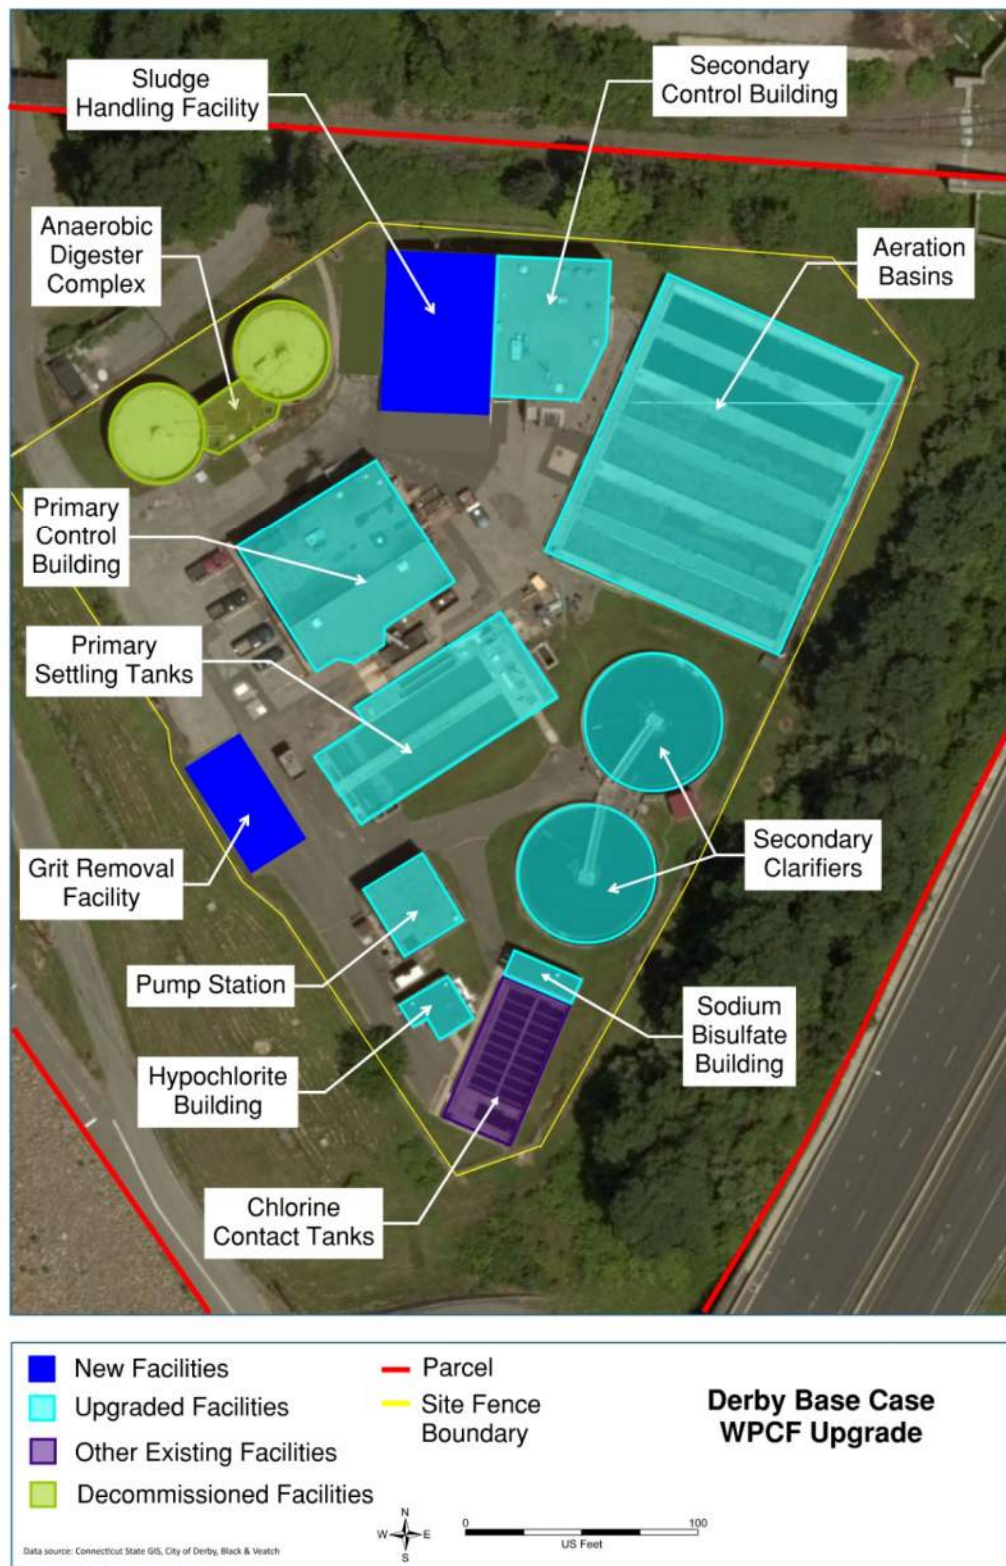 Sludge
Handling Facility
Secondary
Control Building
Anaerobic
Digester
Complex
Aeration
Basins
Primary
Control
Building
Primary
Settling Tanks
Grit Removal
Facility
Secondary
Clarifiers
Pump Station
Sodium
Bisulfate
Building
Hypochlorite
Building
Chlorine
Contact Tanks
New Facilities
Upgraded Facilities
Other Existing Facilities
Decommissioned Facilities
Parcel
Site Fence
Boundary
Derby Base Case
WPCF Upgrade
N
W E
S
0 100
US Feet
Data source: Connecticut State GIS, City of Derby, Black & Veatch